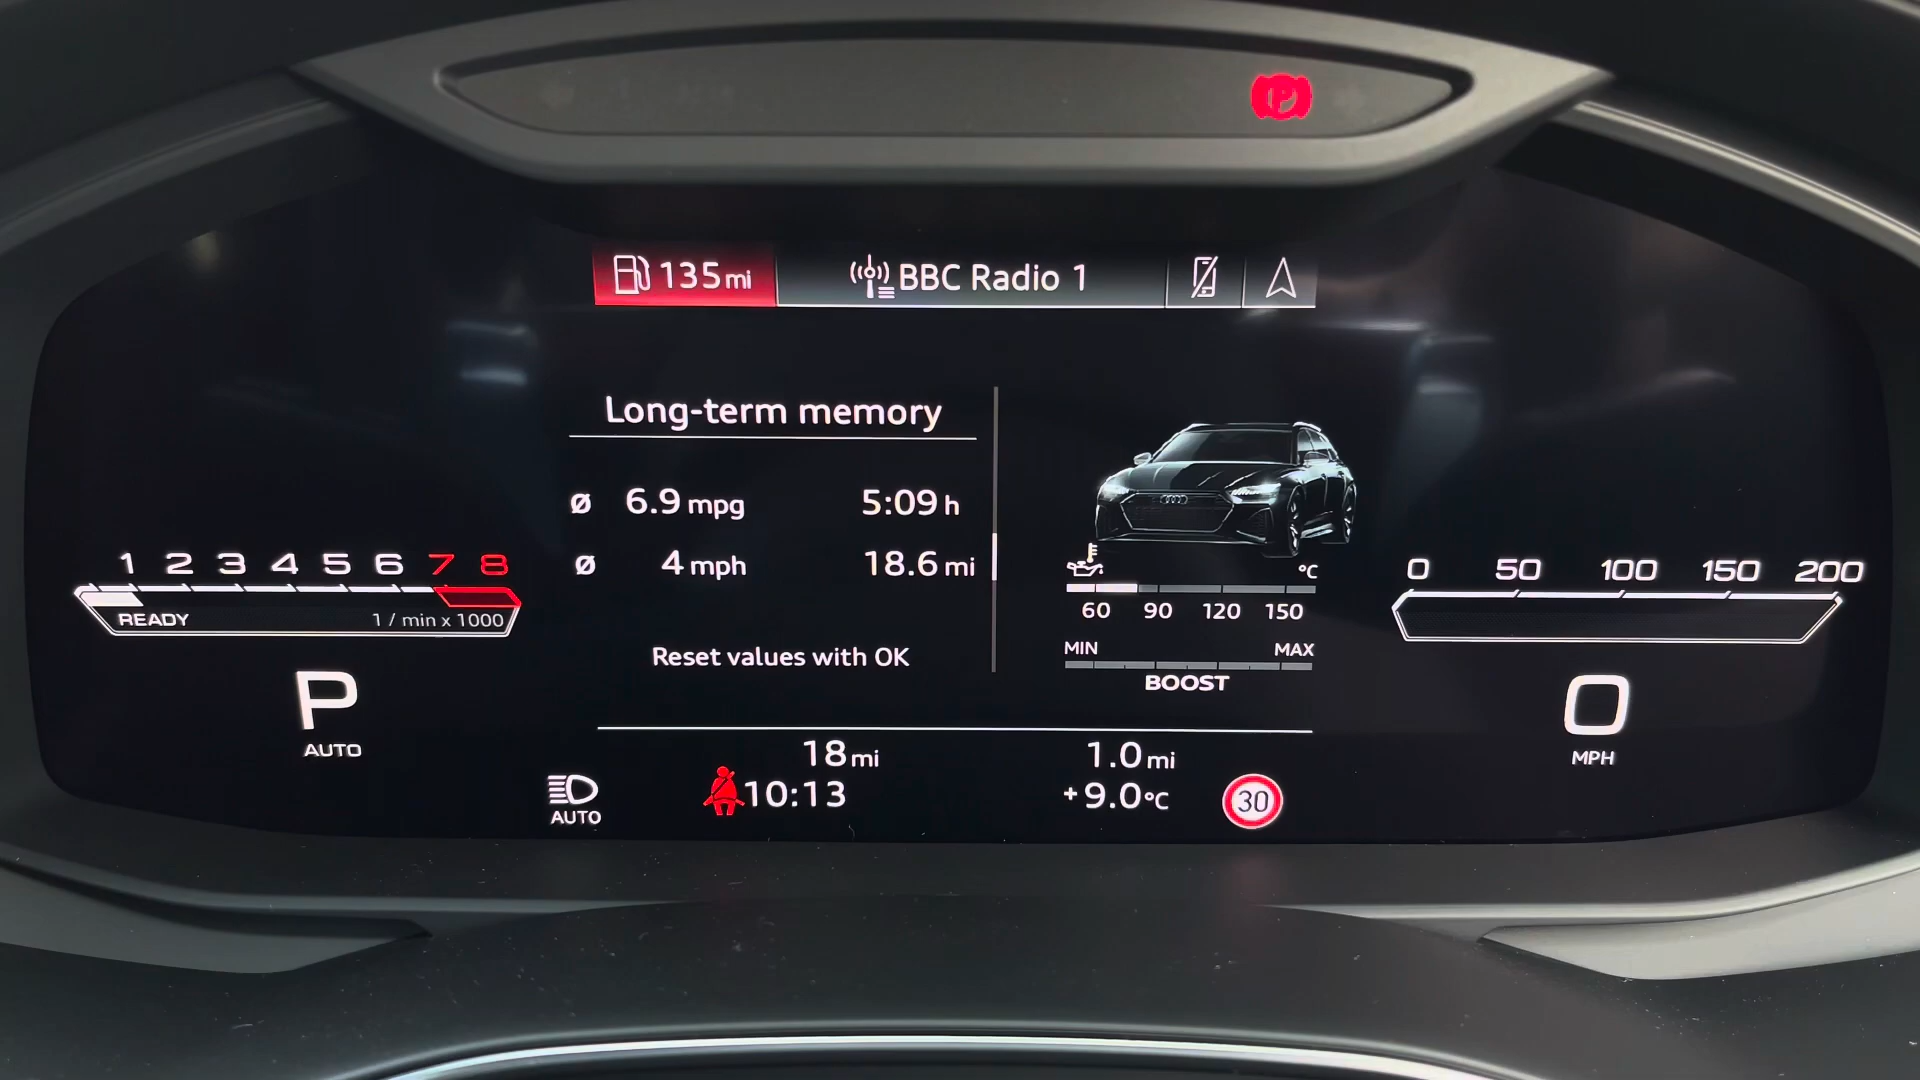 135 mi
BBC Radio 1
Long-term memory
ø 6.9 mpg 5:09 h
ø 4 mph 18.6 mi
Reset values with OK
1 2 3 4 5 6 7 8
READY 1 / min x 1000
P
AUTO
°C
60 90 120 150
MIN MAX
BOOST
0 50 100 150 200
0
MPH
18 mi 1.0 mi
10:13 +9.0 °C
AUTO
30
P